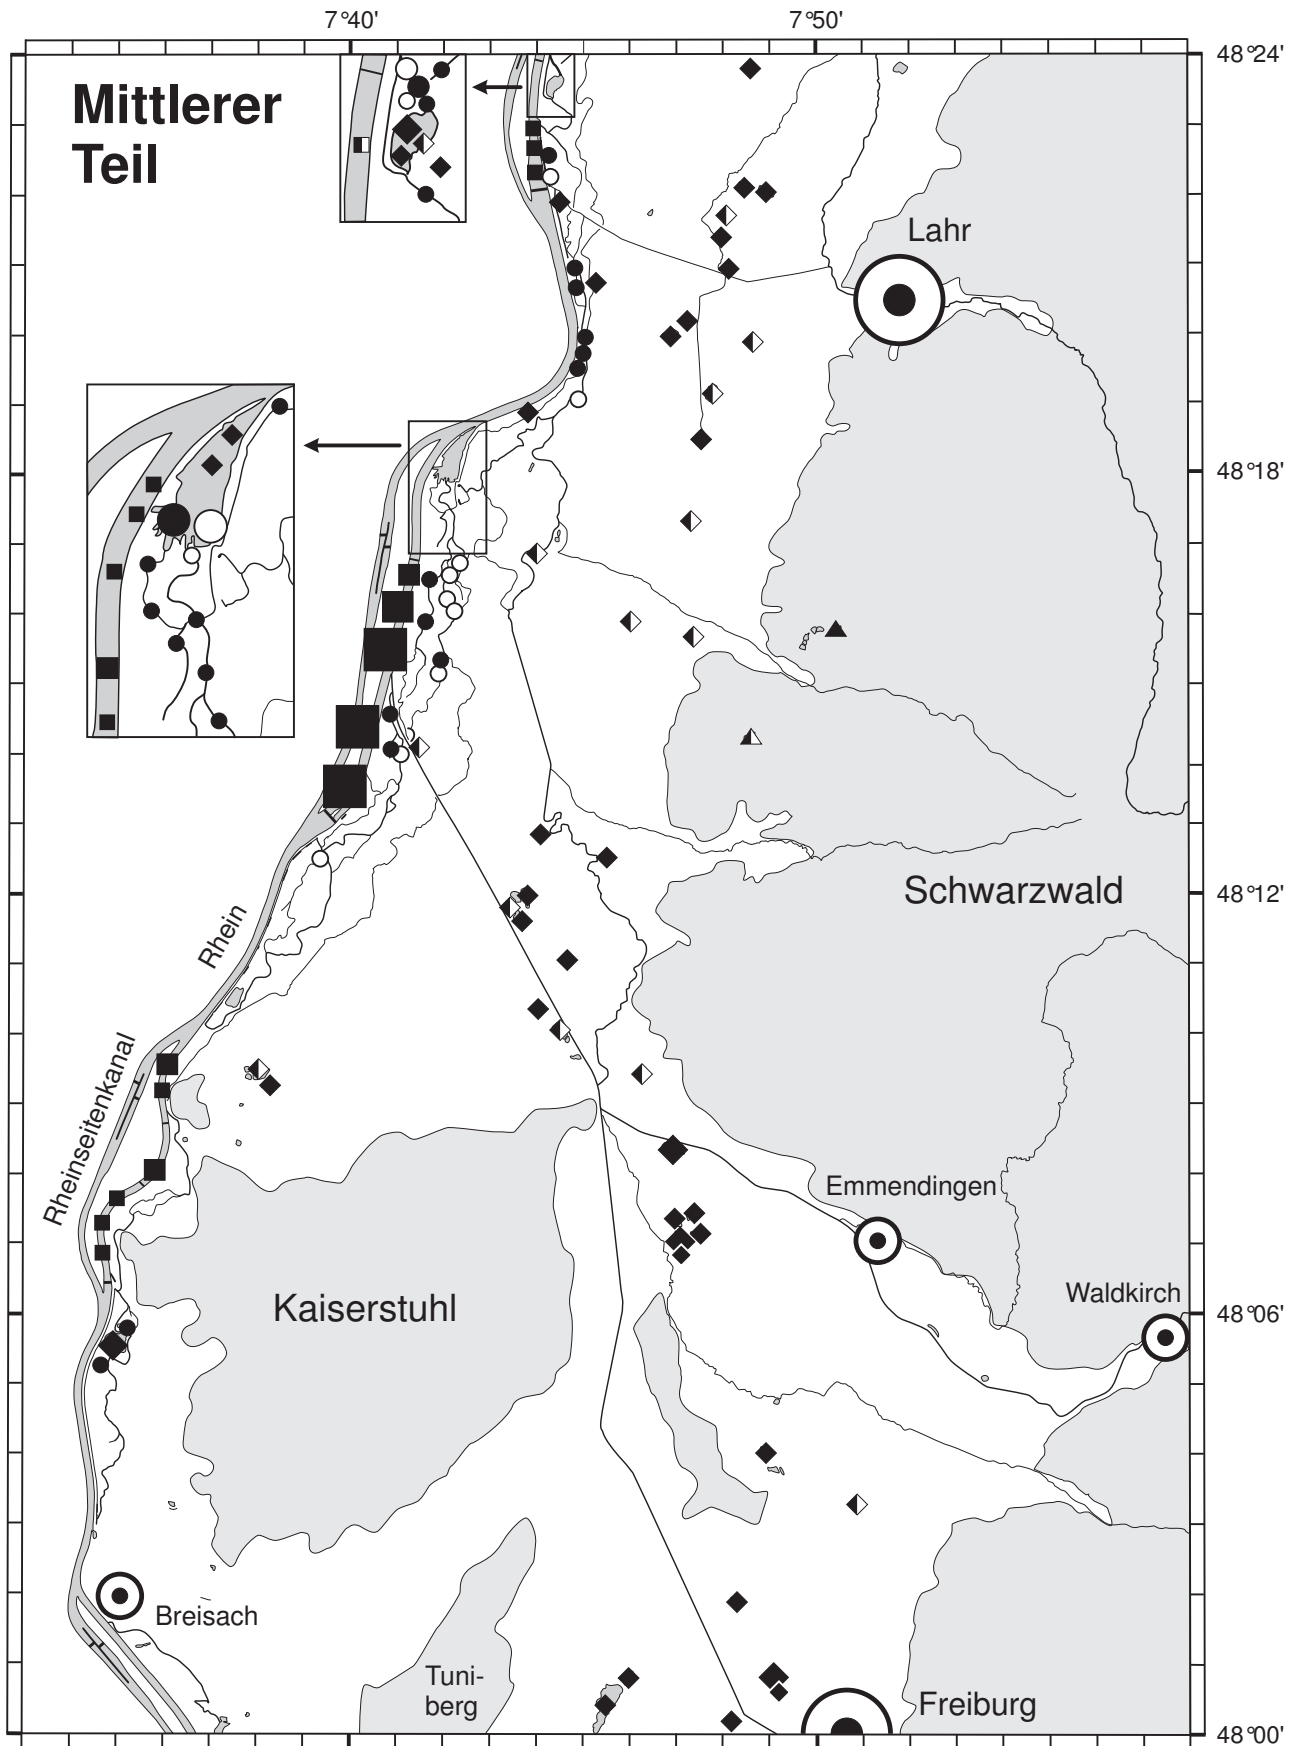 7°40'
7°50'
48°24'
Mittlerer
Teil
Lahr
48°18'
48°12'
Schwarzwald
Rhein
Rheinseitenkanal
Emmendingen
Waldkirch
48°06'
Kaiserstuhl
Breisach
Tuni-
berg
Freiburg
48°00'